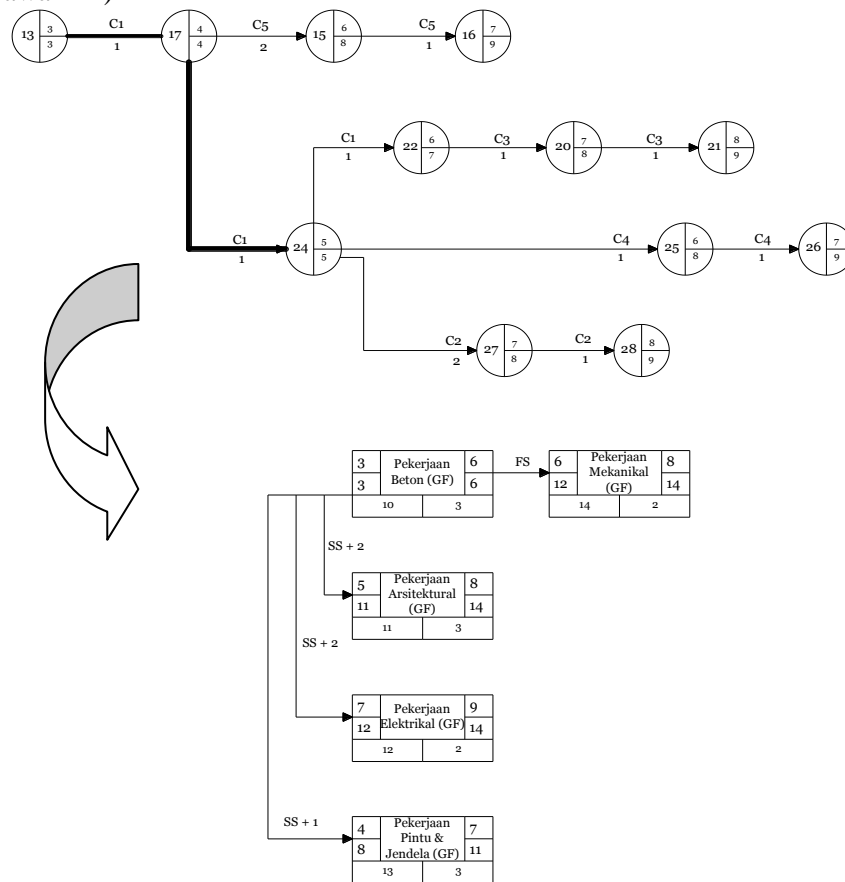 C1
C5
C5
13
3
3
17
4
4
15
6
8
16
7
9
1
2
1
C1
C3
C3
22
6
7
20
7
8
21
8
9
1
1
1
C1
C4
C4
24
5
5
25
6
8
26
7
9
1
1
1
C2
C2
27
7
8
28
8
9
2
1
3
Pekerjaan
Beton (GF)
6
3
6
10
3
FS
6
Pekerjaan
Mekanikal
(GF)
8
12
14
14
2
SS + 2
5
Pekerjaan
Arsitektural
(GF)
8
11
14
11
3
SS + 2
7
Pekerjaan
Elektrikal (GF)
9
12
14
12
2
SS + 1
4
Pekerjaan
Pintu &
Jendela (GF)
7
8
11
13
3